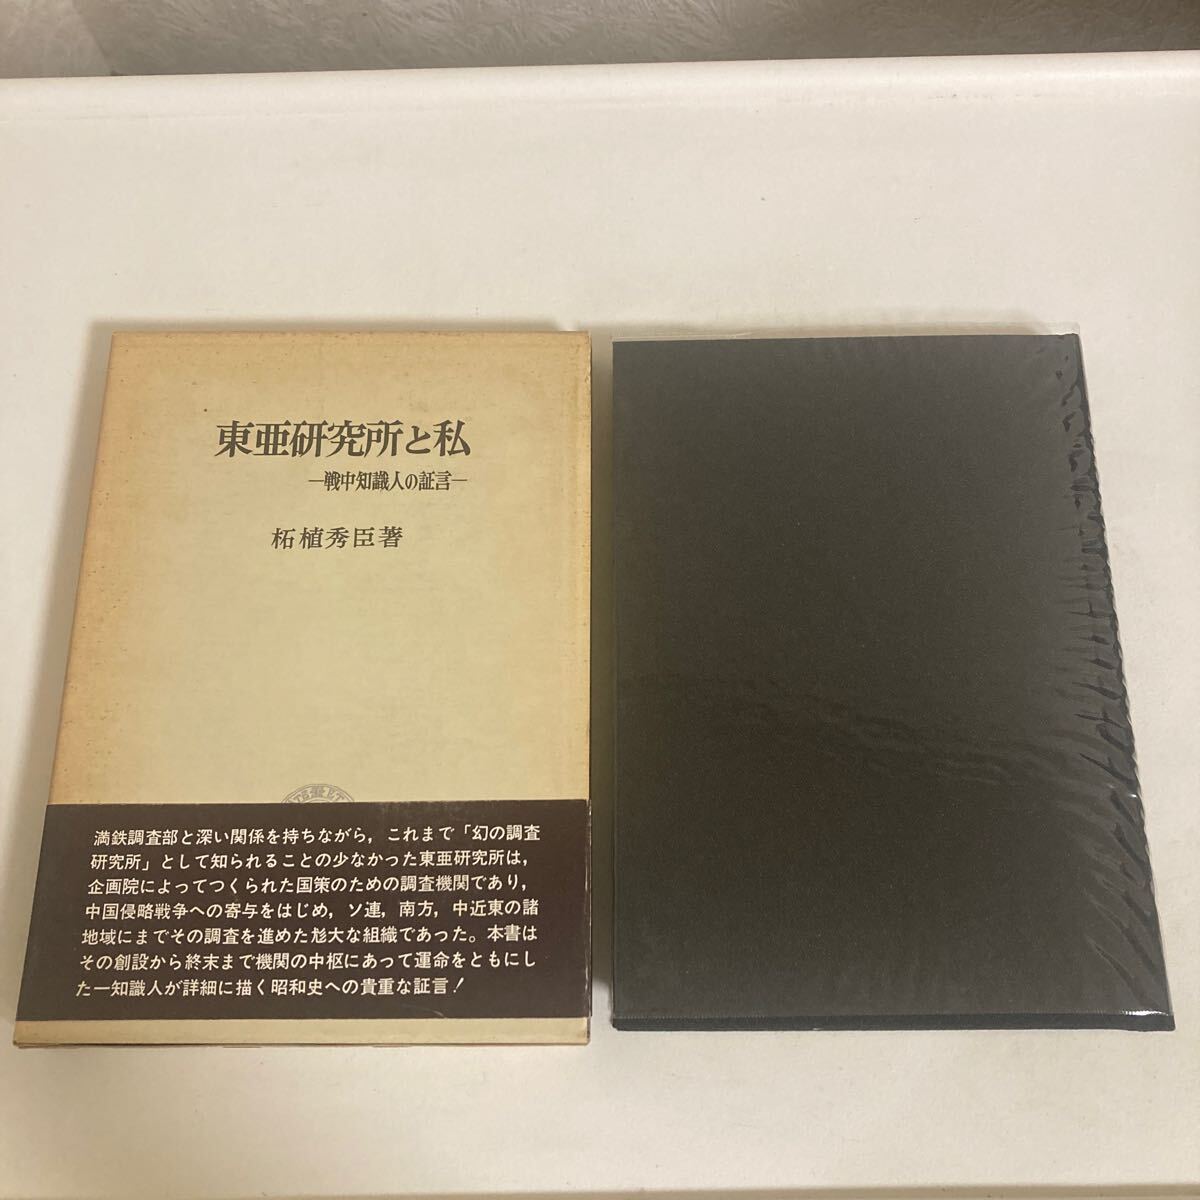 東亜研究所と私
—戦中知識人の証言—
柘植秀臣著
満鉄調査部と深い関係を持ちながら，これまで「幻の調査
研究所」として知られることの少なかった東亜研究所は，
企画院によってつくられた国策のための調査機関であり，
中国侵略戦争への寄与をはじめ，ソ連，南方，中近東の諸
地域にまでその調査を進めた尨大な組織であった。本書は
その創設から終末まで機関の中枢にあって運命をともにし
た一知識人が詳細に描く昭和史への貴重な証言！